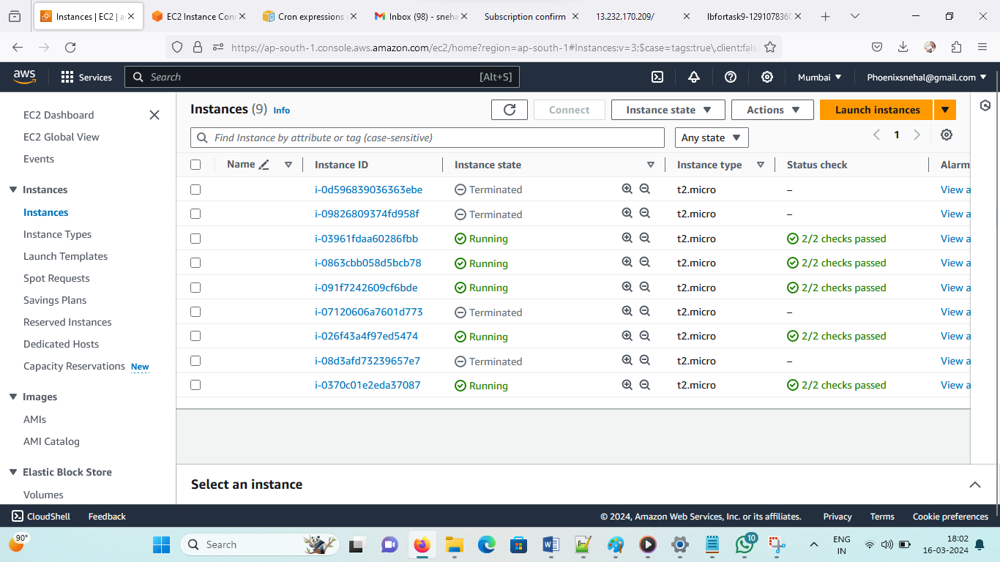 Instances | EC2 | a
EC2 Instance Con
Cron expressions
Inbox (98) - sneha
Subscription confirm
13.232.170.209/
lbfortask9-1291078360
https://ap-south-1.console.aws.amazon.com/ec2/home?region=ap-south-1#Instances:v=3;$case=tags:true\,client:fals
aws
Services
Search
[Alt+S]
Mumbai
Phoenixsnehal@gmail.com
EC2 Dashboard
EC2 Global View
Events
Instances
Instances
Instance Types
Launch Templates
Spot Requests
Savings Plans
Reserved Instances
Dedicated Hosts
Capacity Reservations New
Images
AMIs
AMI Catalog
Elastic Block Store
Volumes
Instances (9) Info
Connect
Instance state
Actions
Launch instances
Find Instance by attribute or tag (case-sensitive)
Any state
1
Name Instance ID Instance state Instance type Status check Alarm
i-0d596839036363ebe Terminated t2.micro – View a
i-09826809374fd958f Terminated t2.micro – View a
i-03961fdaa60286fbb Running t2.micro 2/2 checks passed View a
i-0863cbb058d5bcb78 Running t2.micro 2/2 checks passed View a
i-091f7242609cf6bde Running t2.micro 2/2 checks passed View a
i-07120606a7601d773 Terminated t2.micro – View a
i-026f43a4f97ed5474 Running t2.micro 2/2 checks passed View a
i-08d3afd73239657e7 Terminated t2.micro – View a
i-0370c01e2eda37087 Running t2.micro 2/2 checks passed View a
Select an instance
CloudShell
Feedback
© 2024, Amazon Web Services, Inc. or its affiliates.
Privacy
Terms
Cookie preferences
90°
Search
10
ENG
IN
18:02
16-03-2024